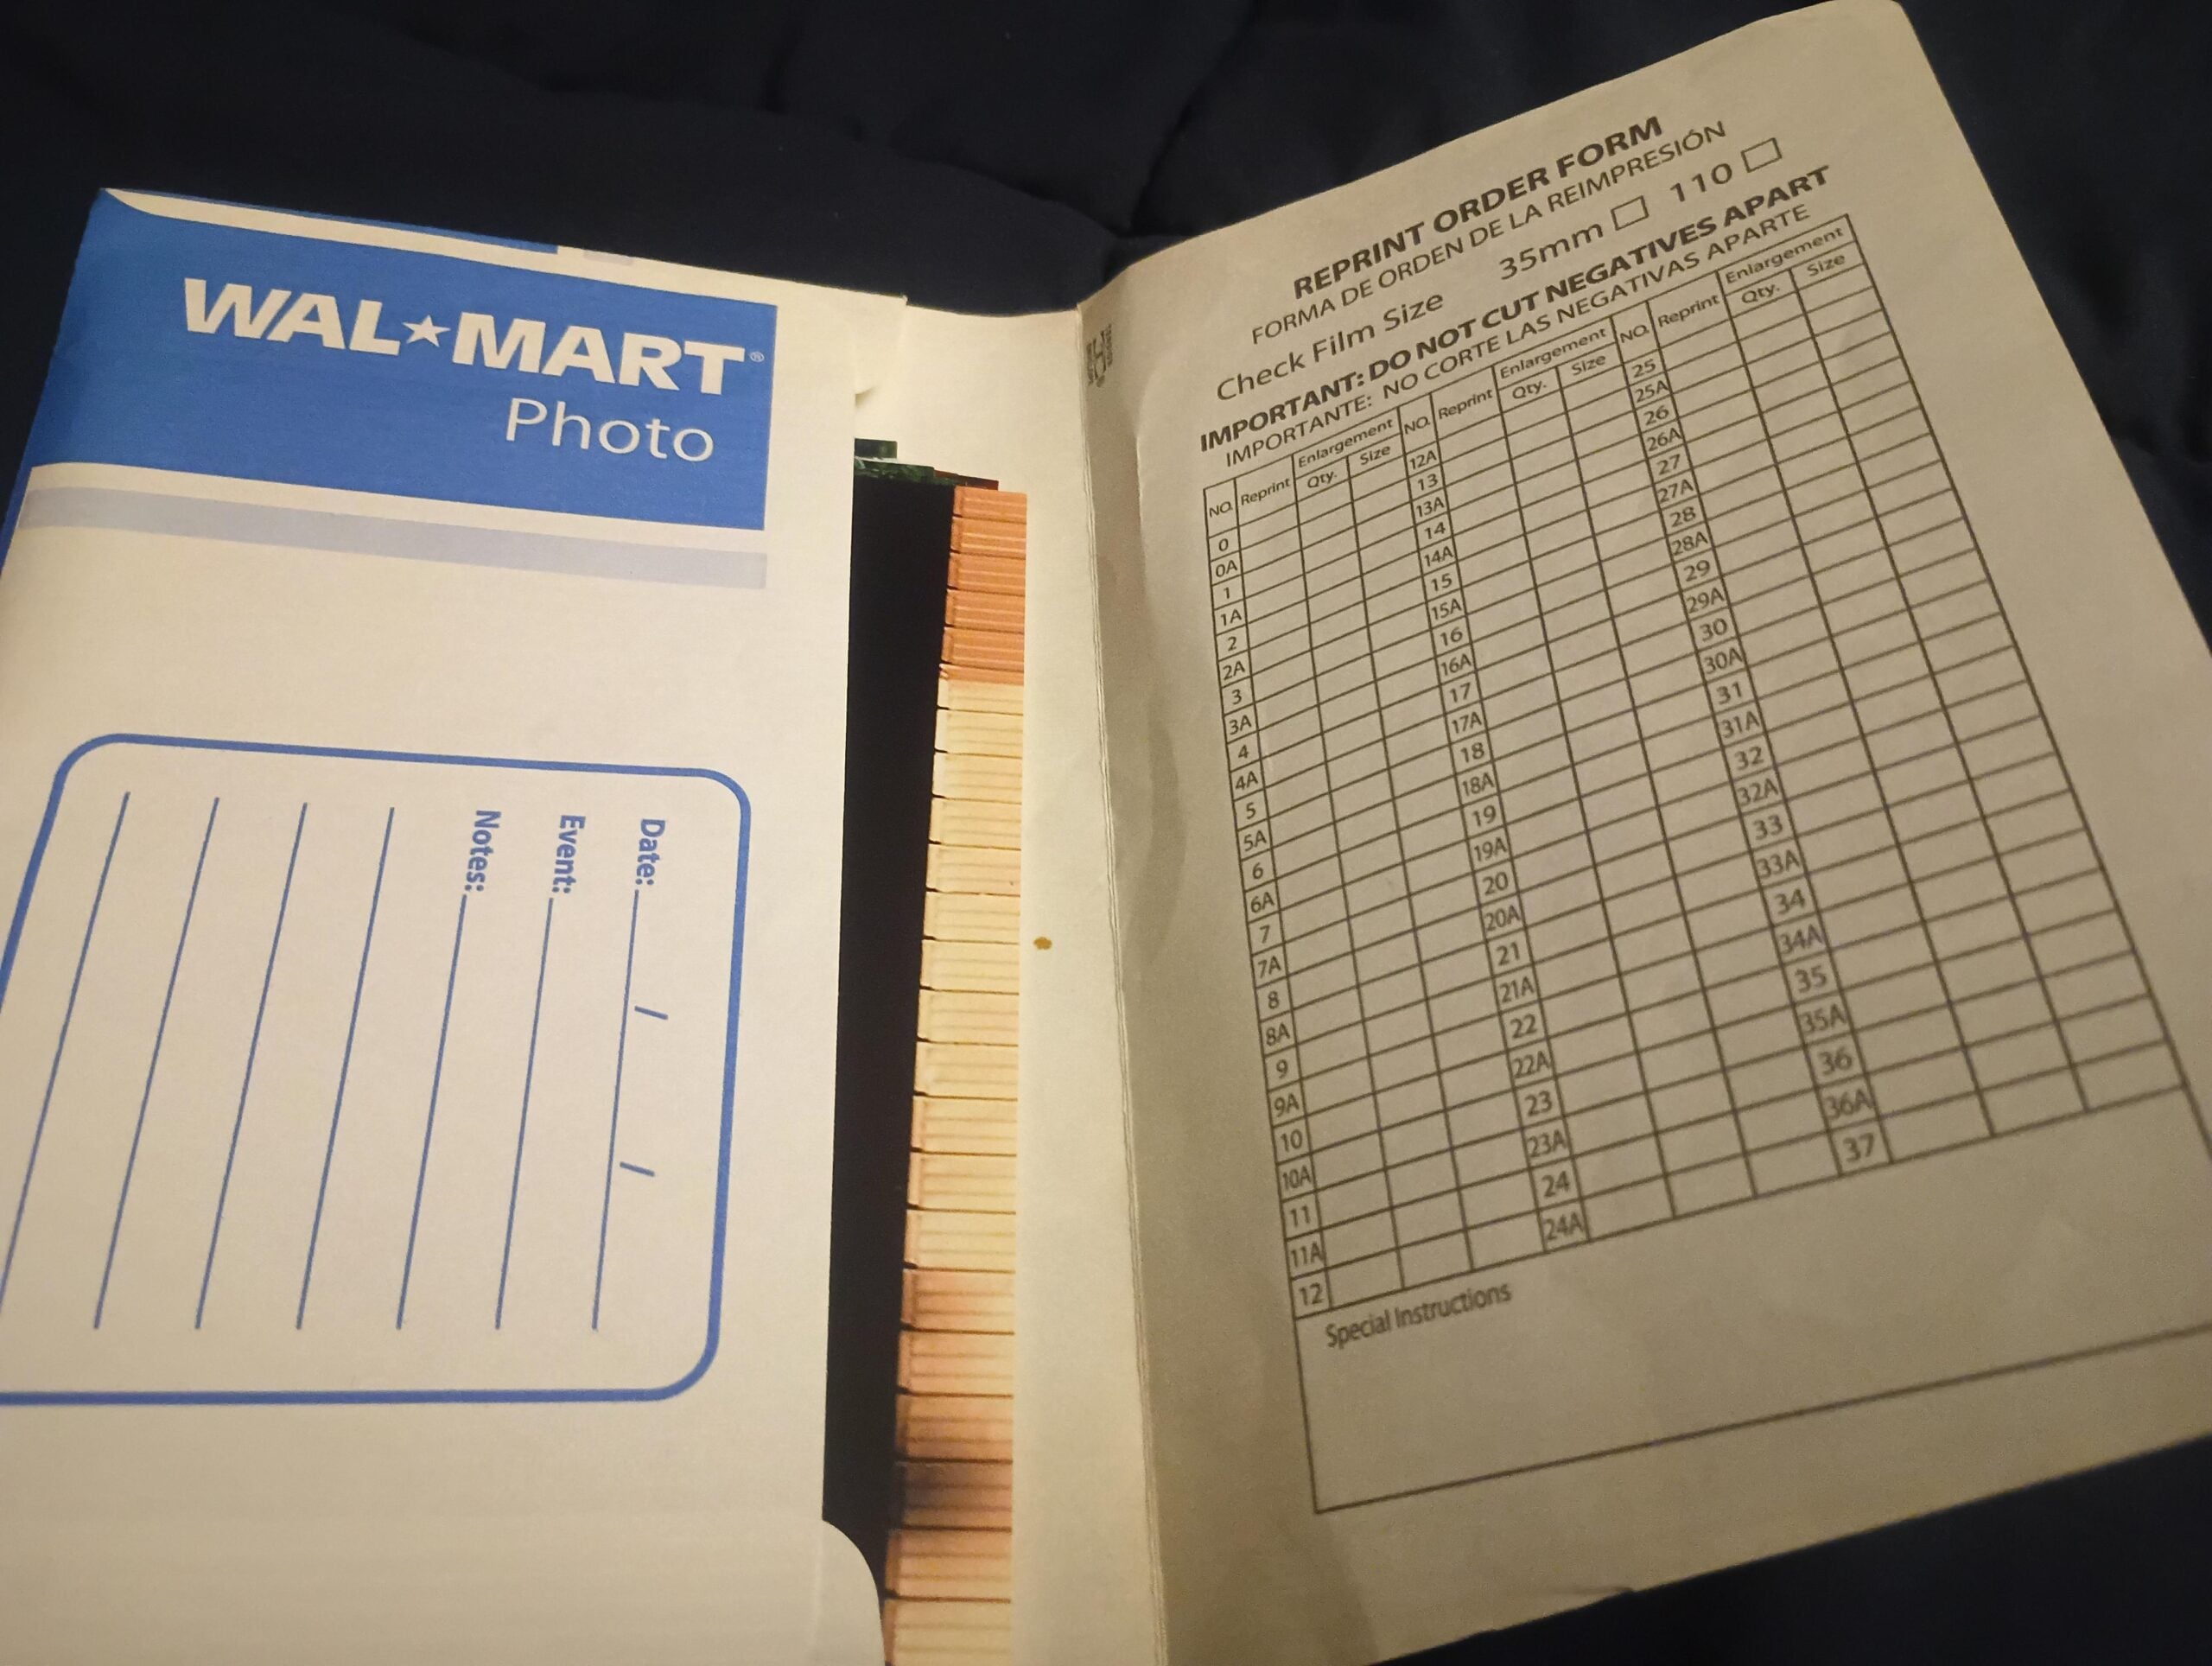 WAL★MART®
Photo
Date: / /
Event:
Notes:
REPRINT ORDER FORM
FORMA DE ORDEN DE LA REIMPRESIÓN
Check Film Size 35mm 110
IMPORTANT: DO NOT CUT NEGATIVES APART
IMPORTANTE: NO CORTE LAS NEGATIVAS APARTE
NO. Reprint Enlargement NO. Reprint Enlargement NO. Reprint Enlargement
Qty. Size Qty. Size Qty. Size
0 12A 25
0A 13 25A
1 13A 26
1A 14 26A
2 14A 27
2A 15 27A
3 15A 28
3A 16 28A
4 16A 29
4A 17 29A
5 17A 30
5A 18 30A
6 18A 31
6A 19 31A
7 19A 32
7A 20 32A
8 20A 33
8A 21 33A
9 21A 34
9A 22 34A
10 22A 35
10A 23 35A
11 23A 36
11A 24 36A
12 24A 37
Special Instructions